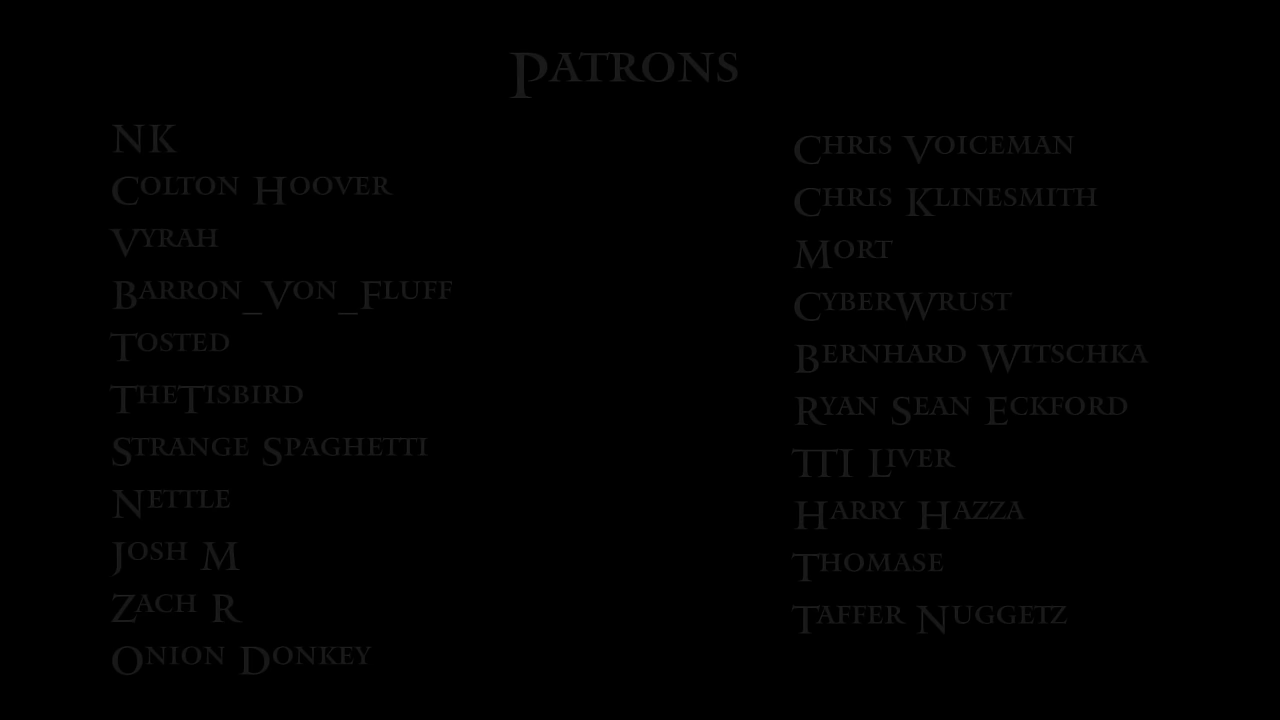 Patrons
NK
Colton Hoover
Vyrah
Barron_Von_Fluff
Tosted
TheTisbird
Strange Spaghetti
Nettle
Josh M
Zach R
Onion Donkey
Chris Voiceman
Chris Klinesmith
Mort
CyberWrust
Bernhard Witschka
Ryan Sean Eckford
TTI Liver
Harry Hazza
Thomase
Taffer Nuggetz